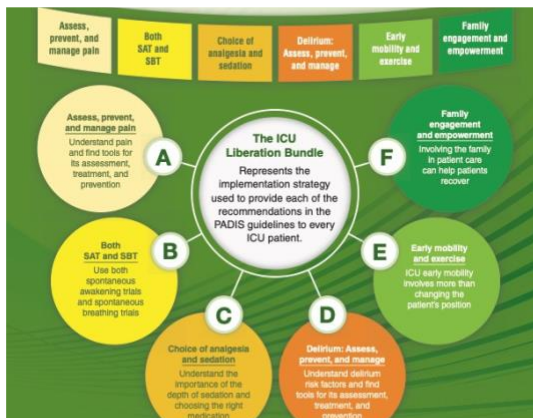 Assess,
prevent, and
manage pain
Both
SAT and
SBT
Choice of
analgesia and
sedation
Delirium:
Assess, prevent,
and manage
Early
mobility and
exercise
Family
engagement and
empowerment
Assess, prevent,
and manage pain
Understand pain
and find tools for
its assessment,
treatment, and
prevention
A
The ICU
Liberation Bundle
Represents the
implementation strategy
used to provide each of the
recommendations in the
PADIS guidelines to every
ICU patient.
F
Family
engagement
and empowerment
Involving the family
in patient care
can help patients
recover
Both
SAT and SBT
Use both
spontaneous
awakening trials
and spontaneous
breathing trials
B
E
Early mobility
and exercise
ICU early mobility
involves more than
changing the
patient's position
C
Choice of analgesia
and sedation
Understand the
importance of the
depth of sedation and
choosing the right
medication
D
Delirium: Assess,
prevent, and manage
Understand delirium
risk factors and find
tools for its assessment,
treatment, and
prevention